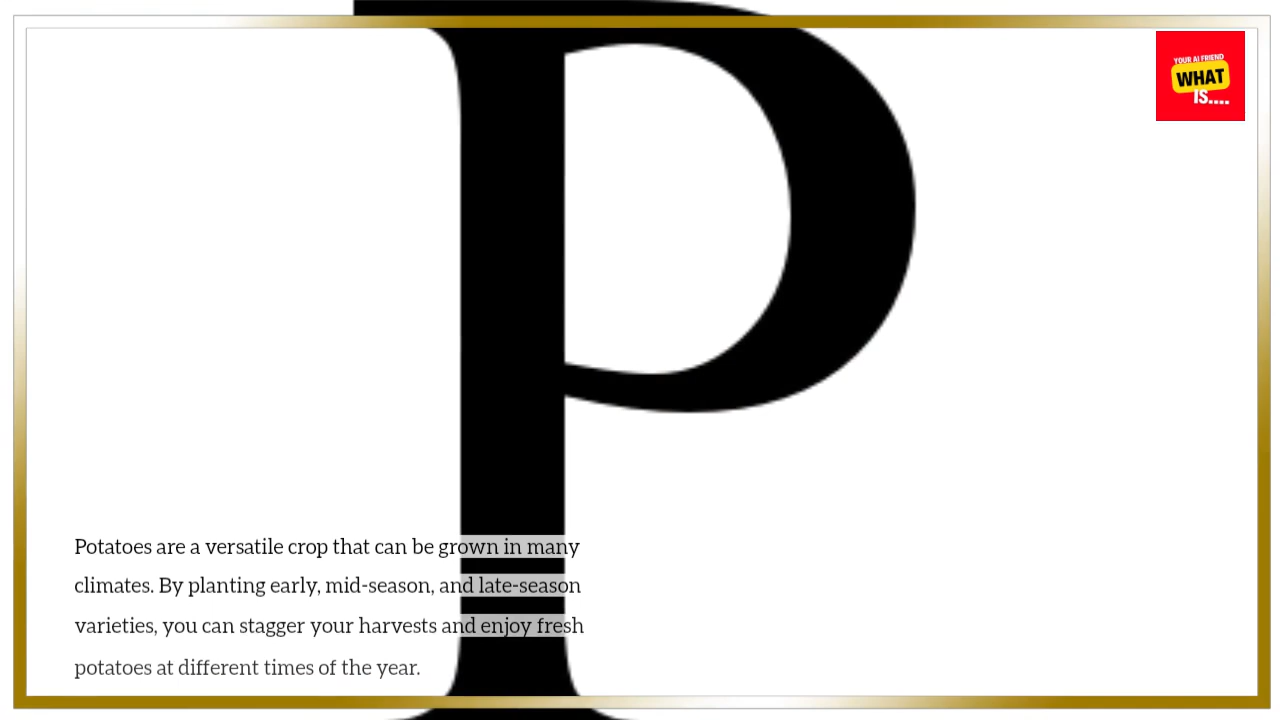 P
YOUR AI FRIEND
WHAT
IS....
Potatoes are a versatile crop that can be grown in many
climates. By planting early, mid-season, and late-season
varieties, you can stagger your harvests and enjoy fresh
potatoes at different times of the year.